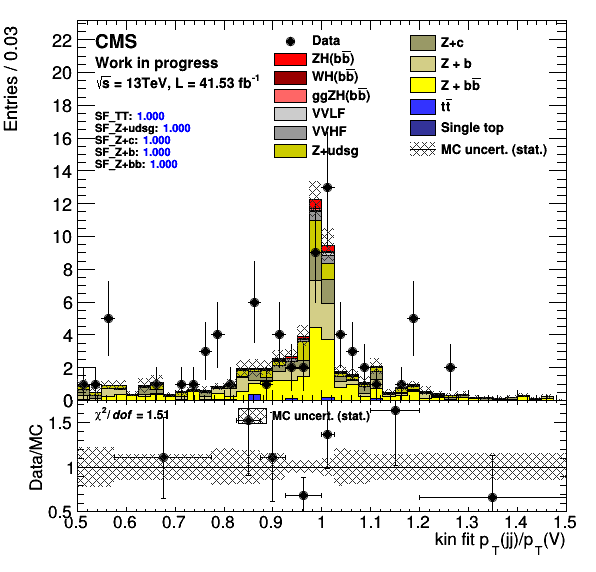 Entries / 0.03
22
20
18
16
14
12
10
8
6
4
2
0
CMS
Work in progress
√s = 13TeV, L = 41.53 fb⁻¹
SF_TT: 1.000
SF_Z+udsg: 1.000
SF_Z+c: 1.000
SF_Z+b: 1.000
SF_Z+bb: 1.000
Data
ZH(bb̅)
WH(bb̅)
ggZH(bb̅)
VVLF
VVHF
Z+udsg
Z+c
Z + b
Z + bb̅
tt̅
Single top
MC uncert. (stat.)
Data/MC
1.5
1
0.5
χ²/dof = 1.51
MC uncert. (stat.)
0.5 0.6 0.7 0.8 0.9 1 1.1 1.2 1.3 1.4 1.5
kin fit p_T(jj)/p_T(V)